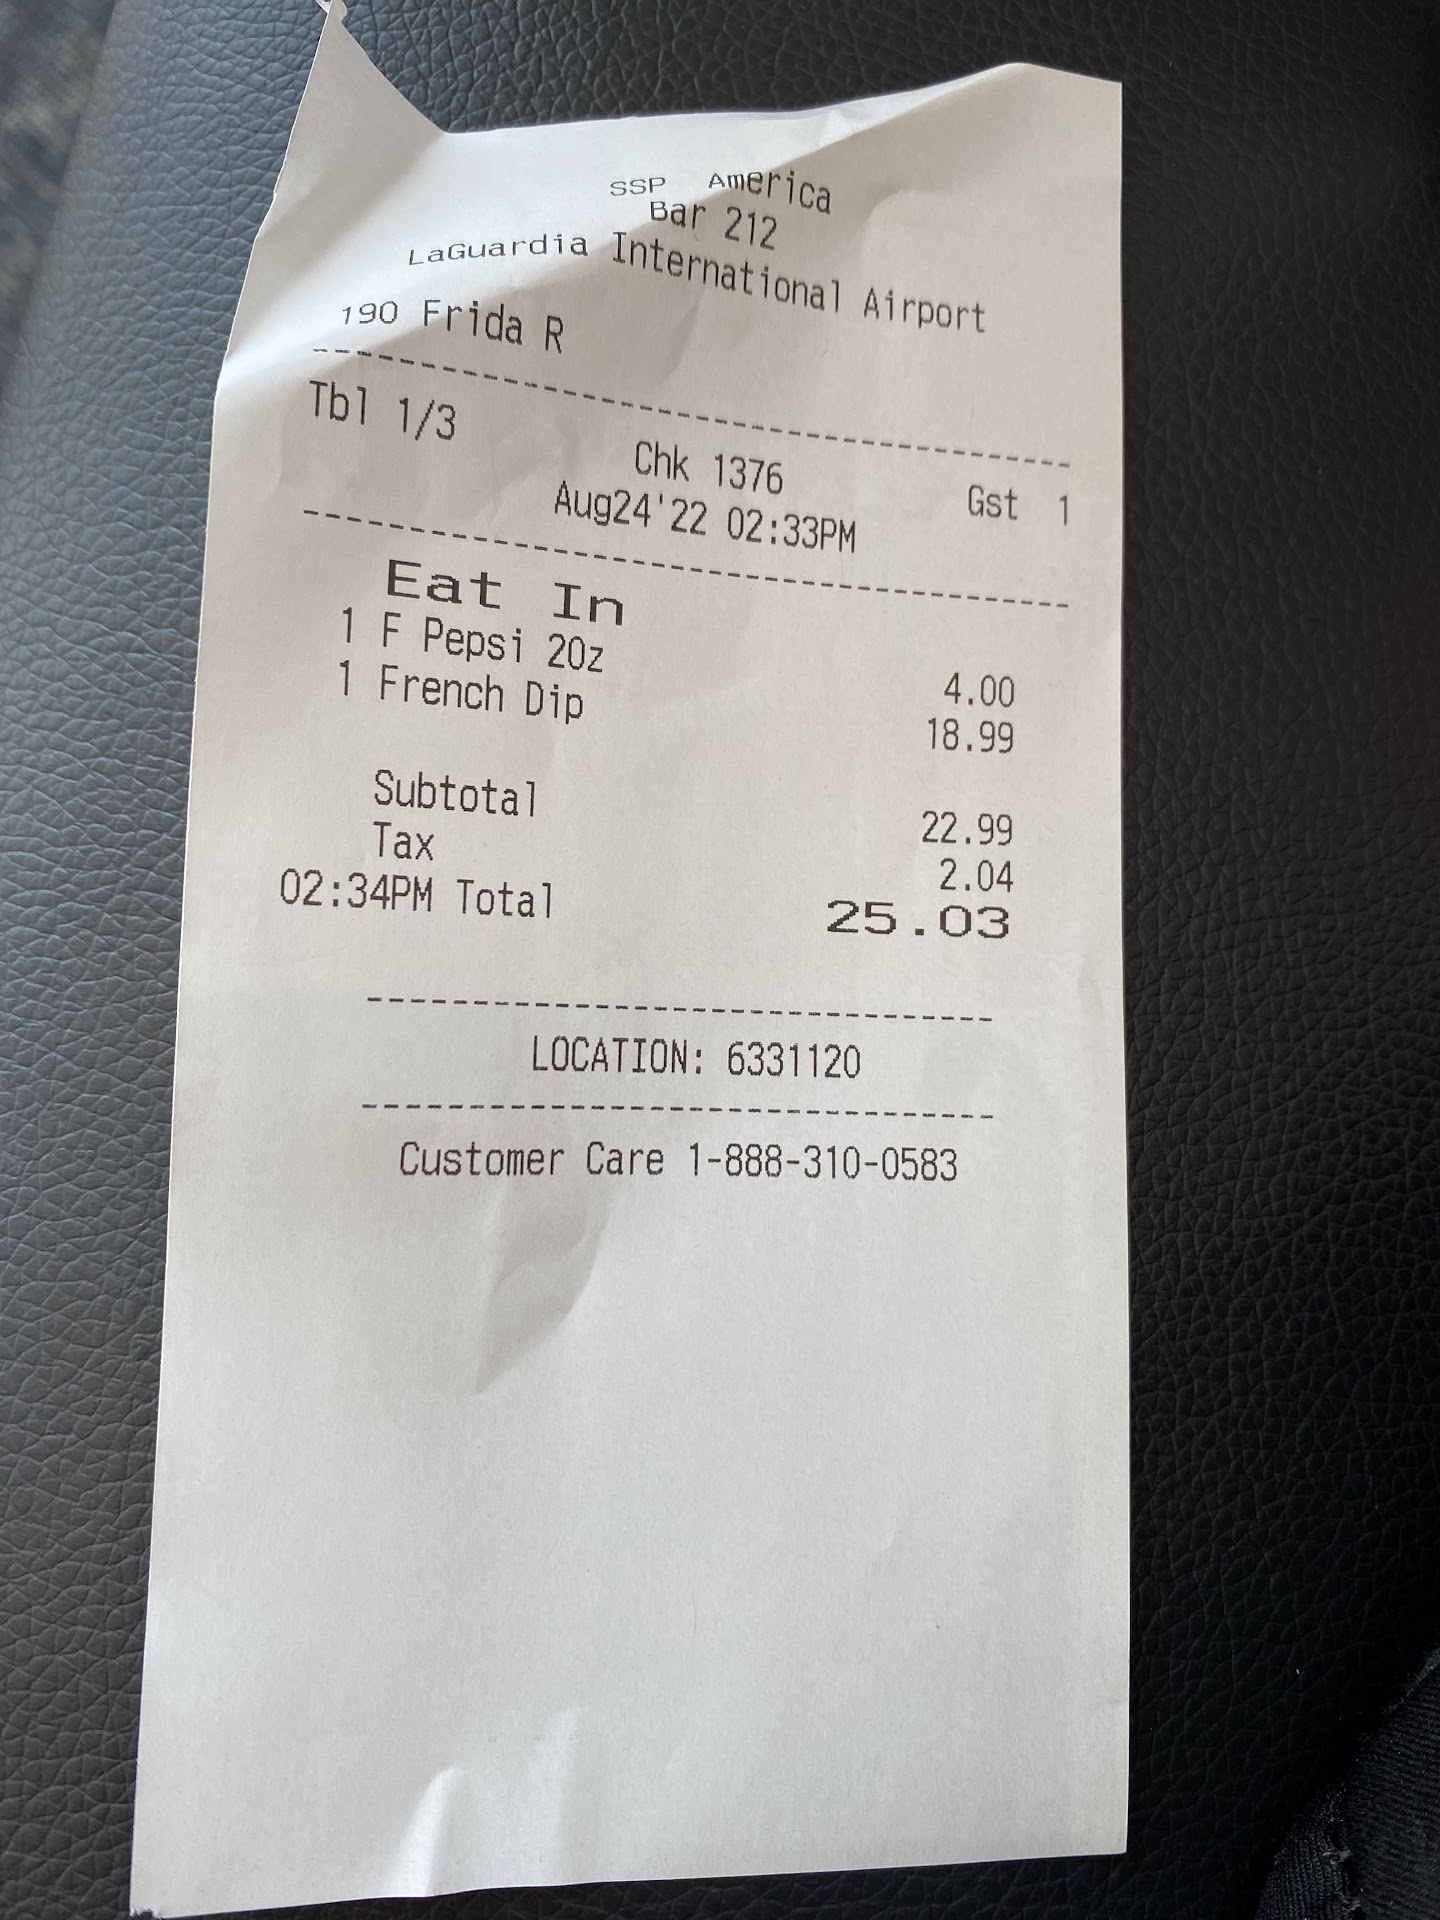 SSP America
Bar 212
LaGuardia International Airport
190 Frida R
--------------------------------
Tbl 1/3 Chk 1376 Gst 1
Aug24'22 02:33PM
--------------------------------
Eat In
1 F Pepsi 20z 4.00
1 French Dip 18.99
Subtotal 22.99
Tax 2.04
02:34PM Total 25.03
--------------------------------
LOCATION: 6331120
--------------------------------
Customer Care 1-888-310-0583